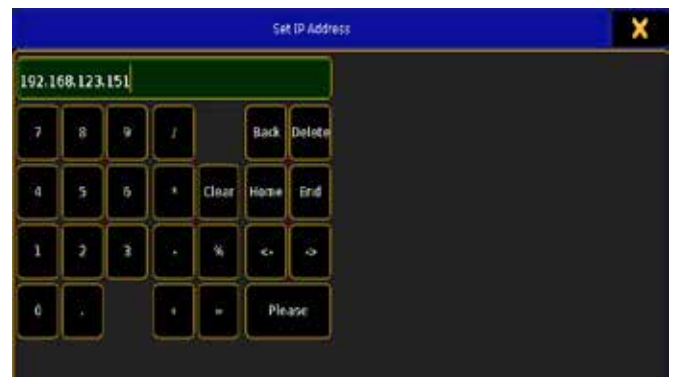 Set IP Address X
192.168.123.151
7 8 9 / Back Delete
4 5 6 * Clear Home End
1 2 3 - % <- ->
0 . + = Please